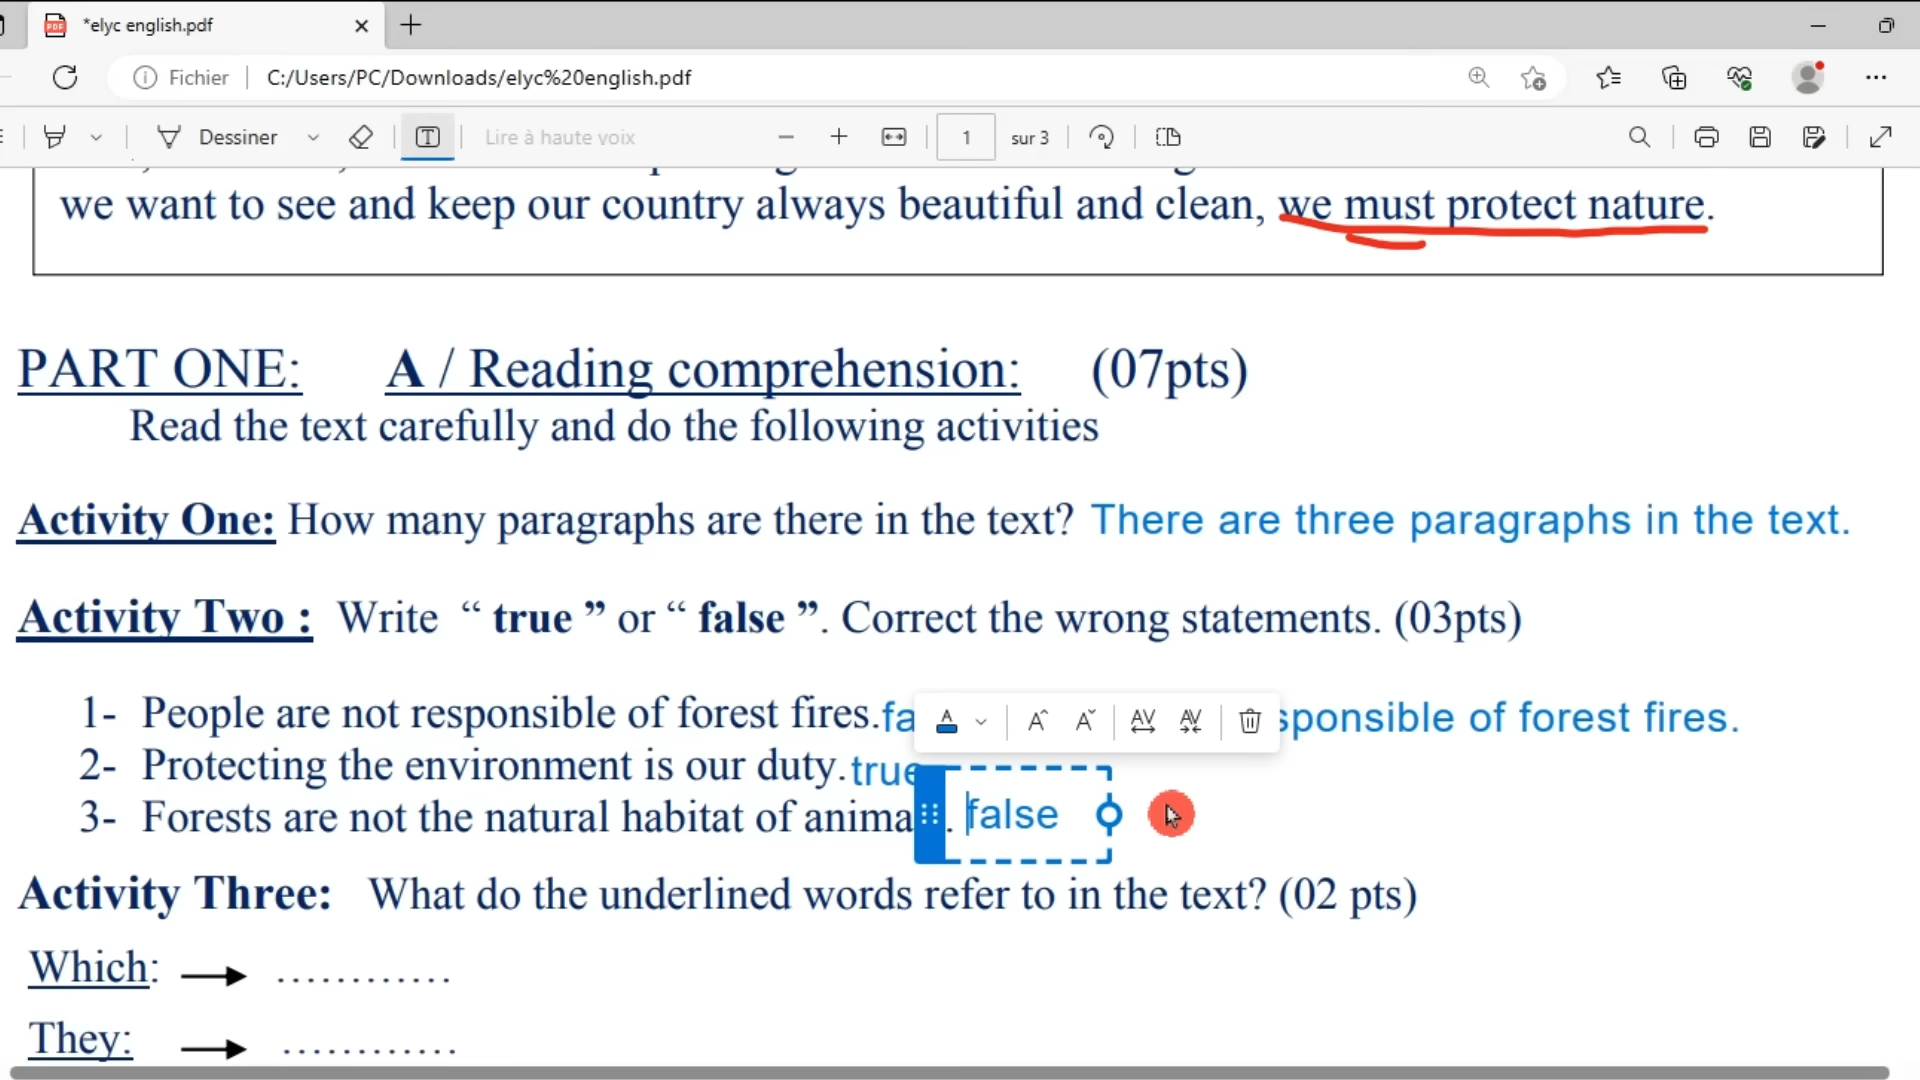 *elyc english.pdf
Fichier C:/Users/PC/Downloads/elyc%20english.pdf
Dessiner Lire à haute voix 1 sur 3
we want to see and keep our country always beautiful and clean, we must protect nature.
PART ONE: A / Reading comprehension: (07pts)
Read the text carefully and do the following activities
Activity One: How many paragraphs are there in the text? There are three paragraphs in the text.
Activity Two : Write “ true ” or “ false ”. Correct the wrong statements. (03pts)
1- People are not responsible of forest fires. fa sponsible of forest fires.
2- Protecting the environment is our duty. true
3- Forests are not the natural habitat of anima . false
Activity Three: What do the underlined words refer to in the text? (02 pts)
Which: ............
They: ............